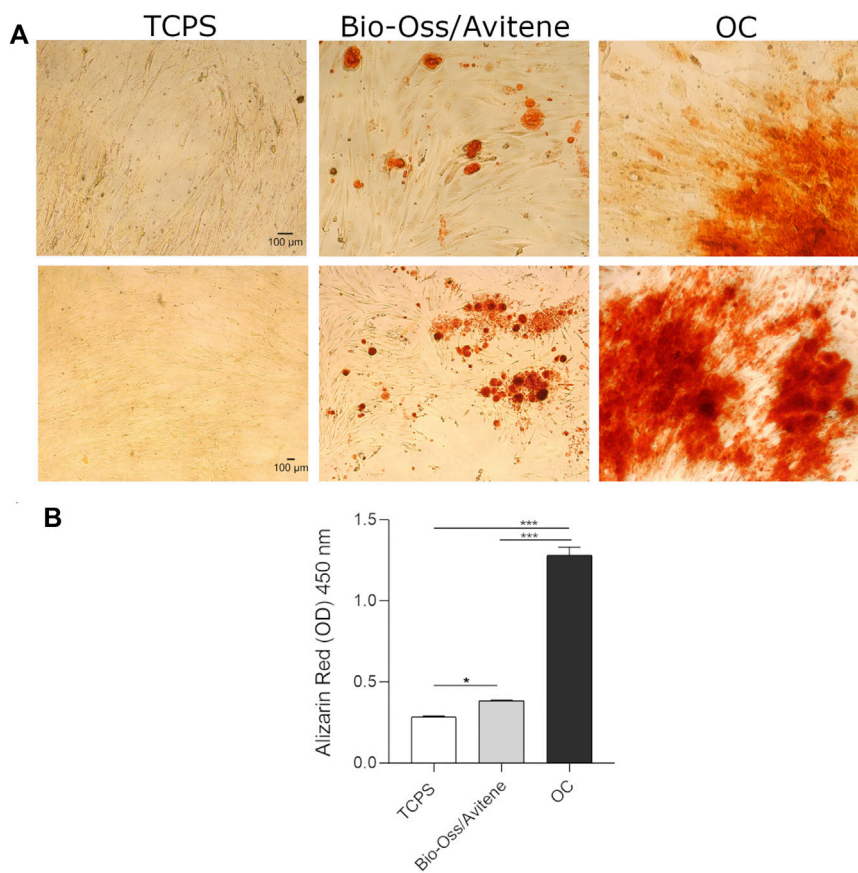 TCPS
Bio-Oss/Avitene
OC
A
100 µm
100 µm
B
1.5
1.0
0.5
0.0
Alizarin Red (OD) 450 nm
***
***
*
TCPS
Bio-Oss/Avitene
OC